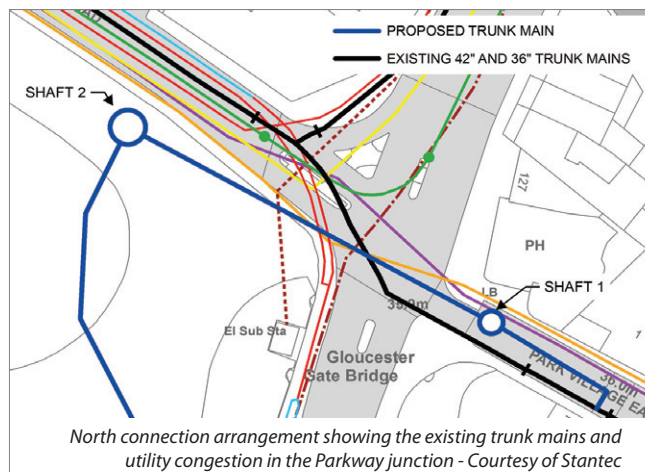 PROPOSED TRUNK MAIN
EXISTING 42" AND 36" TRUNK MAINS
SHAFT 2
127
PH
SHAFT 1
LB
El Sub Sta
Gloucester
Gate Bridge
PARK VILLAGE EA
36.0m
1
North connection arrangement showing the existing trunk mains and
utility congestion in the Parkway junction - Courtesy of Stantec